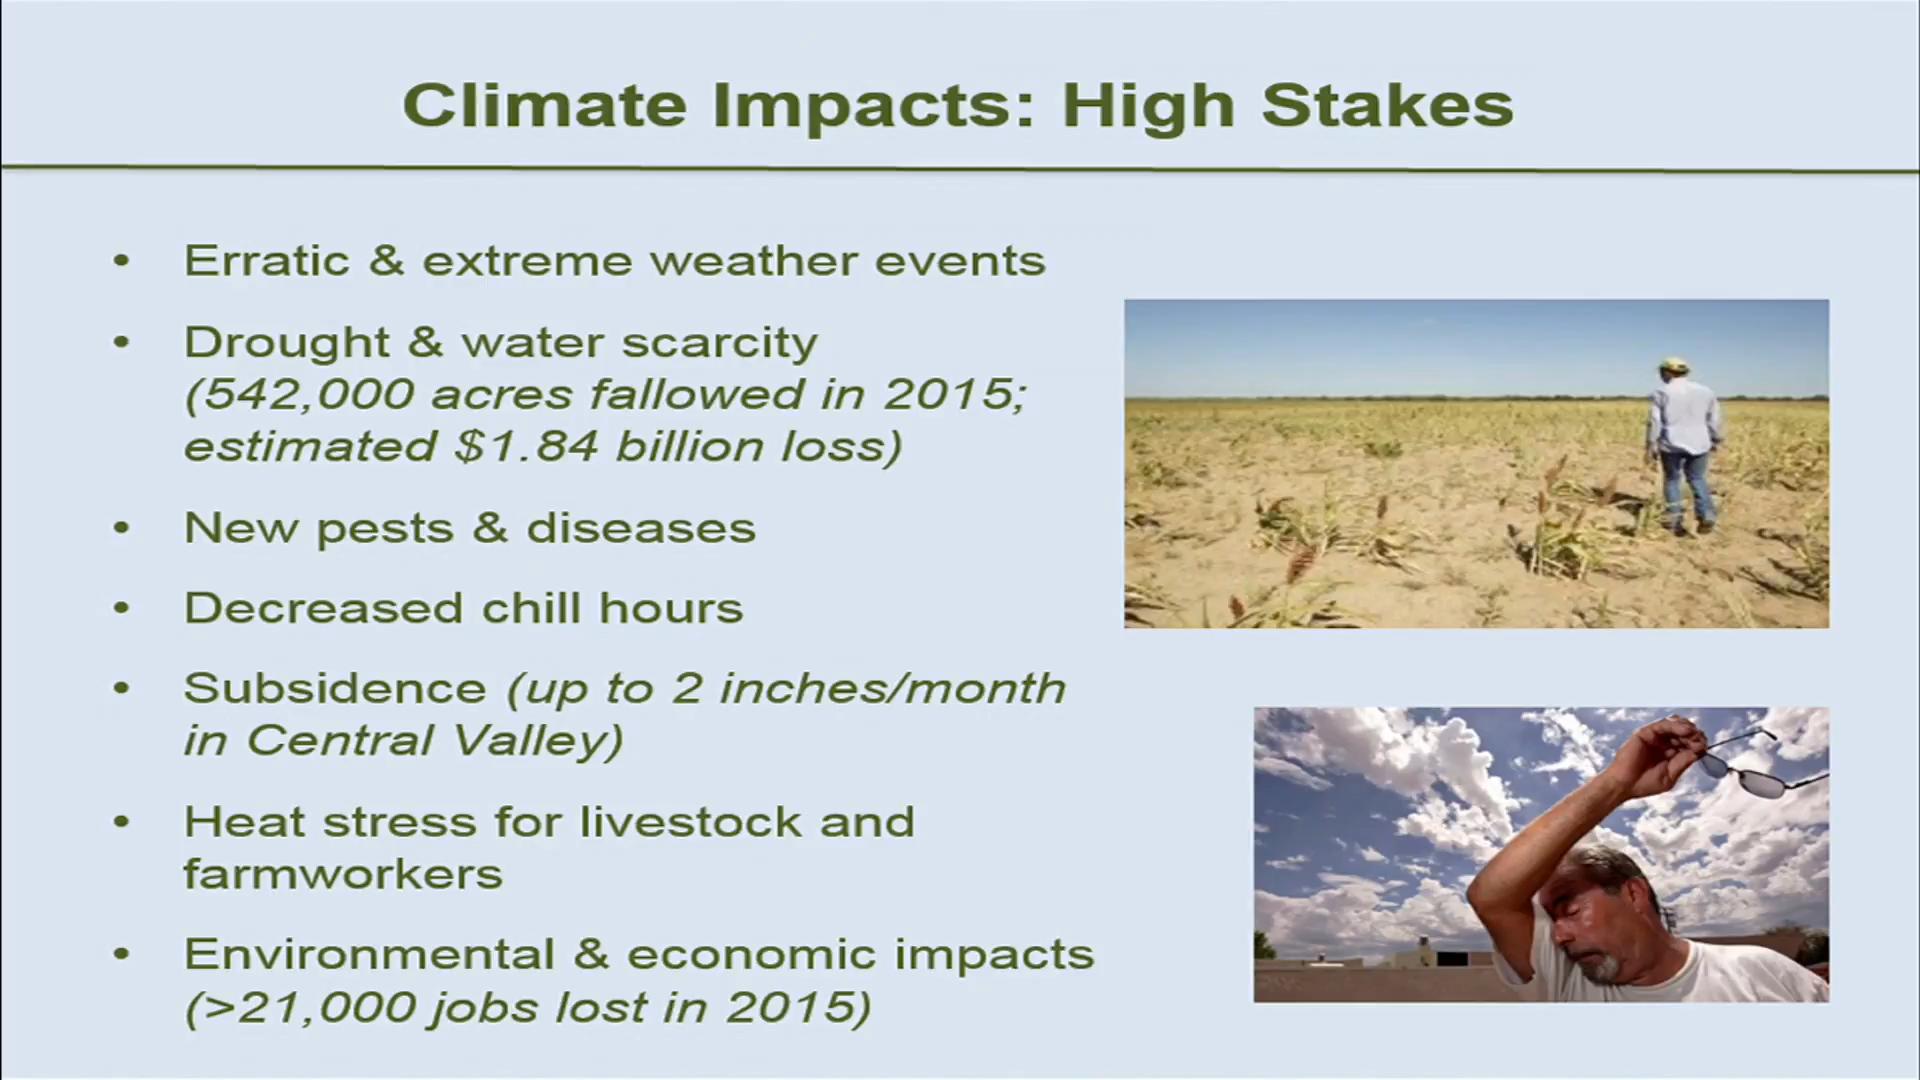 Climate Impacts: High Stakes
• Erratic & extreme weather events
• Drought & water scarcity
(542,000 acres fallowed in 2015;
estimated $1.84 billion loss)
• New pests & diseases
• Decreased chill hours
• Subsidence (up to 2 inches/month
in Central Valley)
• Heat stress for livestock and
farmworkers
• Environmental & economic impacts
(>21,000 jobs lost in 2015)